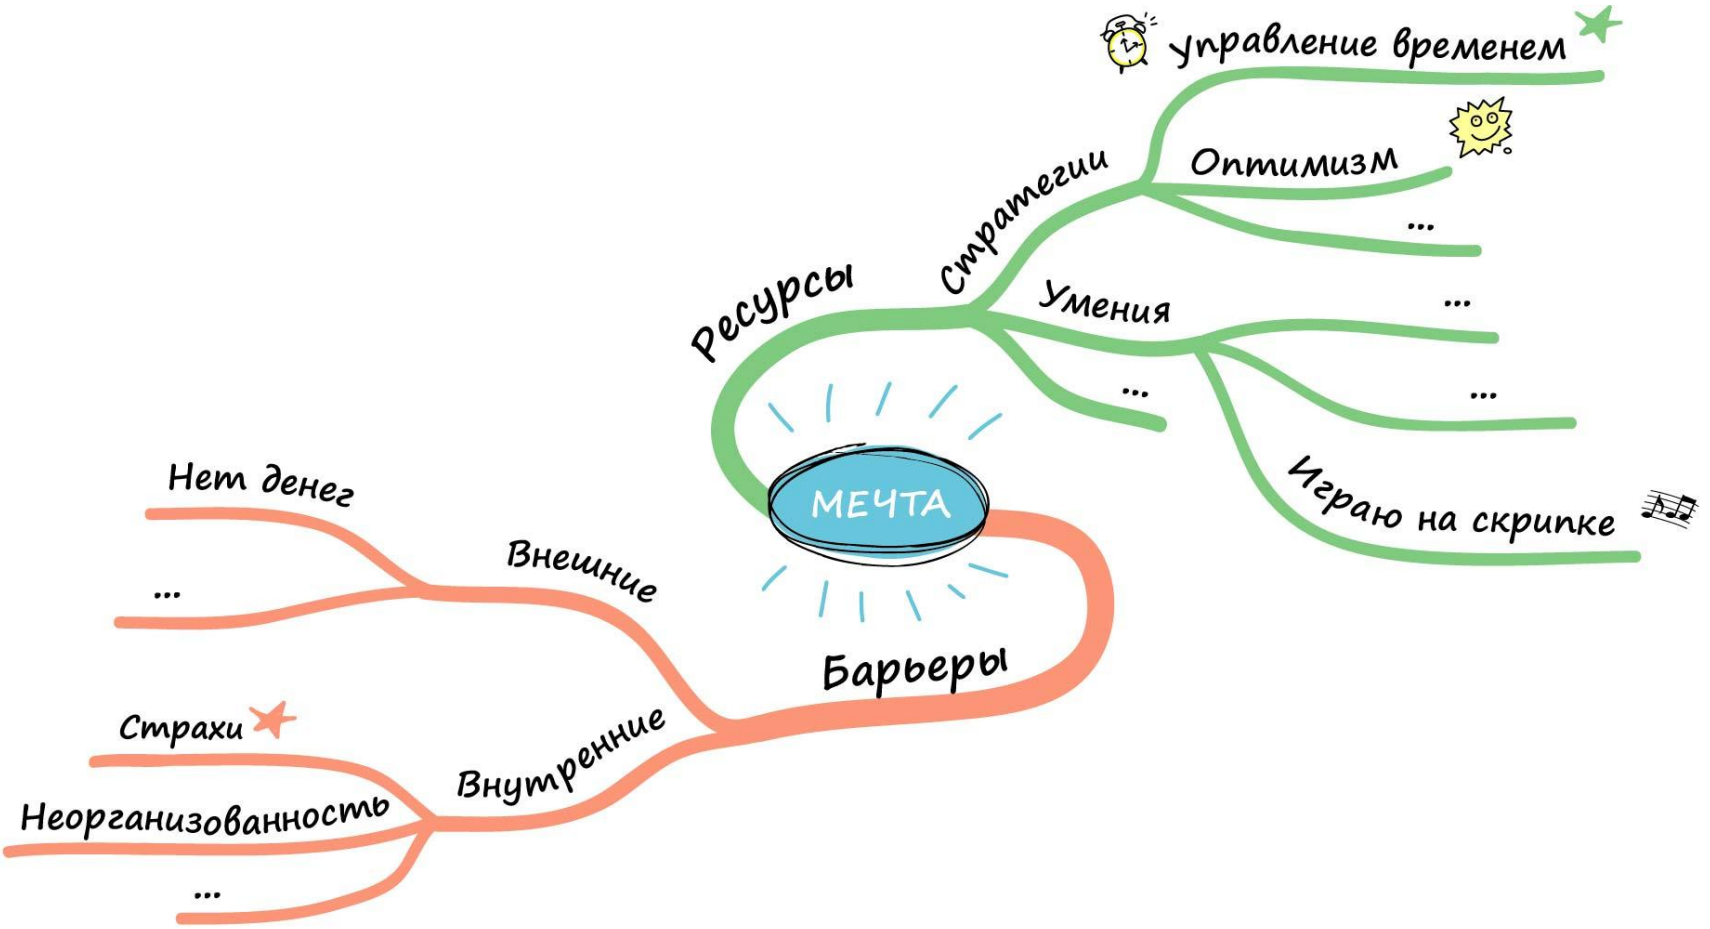 управление временем
Оптимизм
...
Стратегии
Ресурсы
Умения
...
...
...
Играю на скрипке
МЕЧТА
Нет денег
Внешние
...
Барьеры
Страхи
Внутренние
Неорганизованность
...